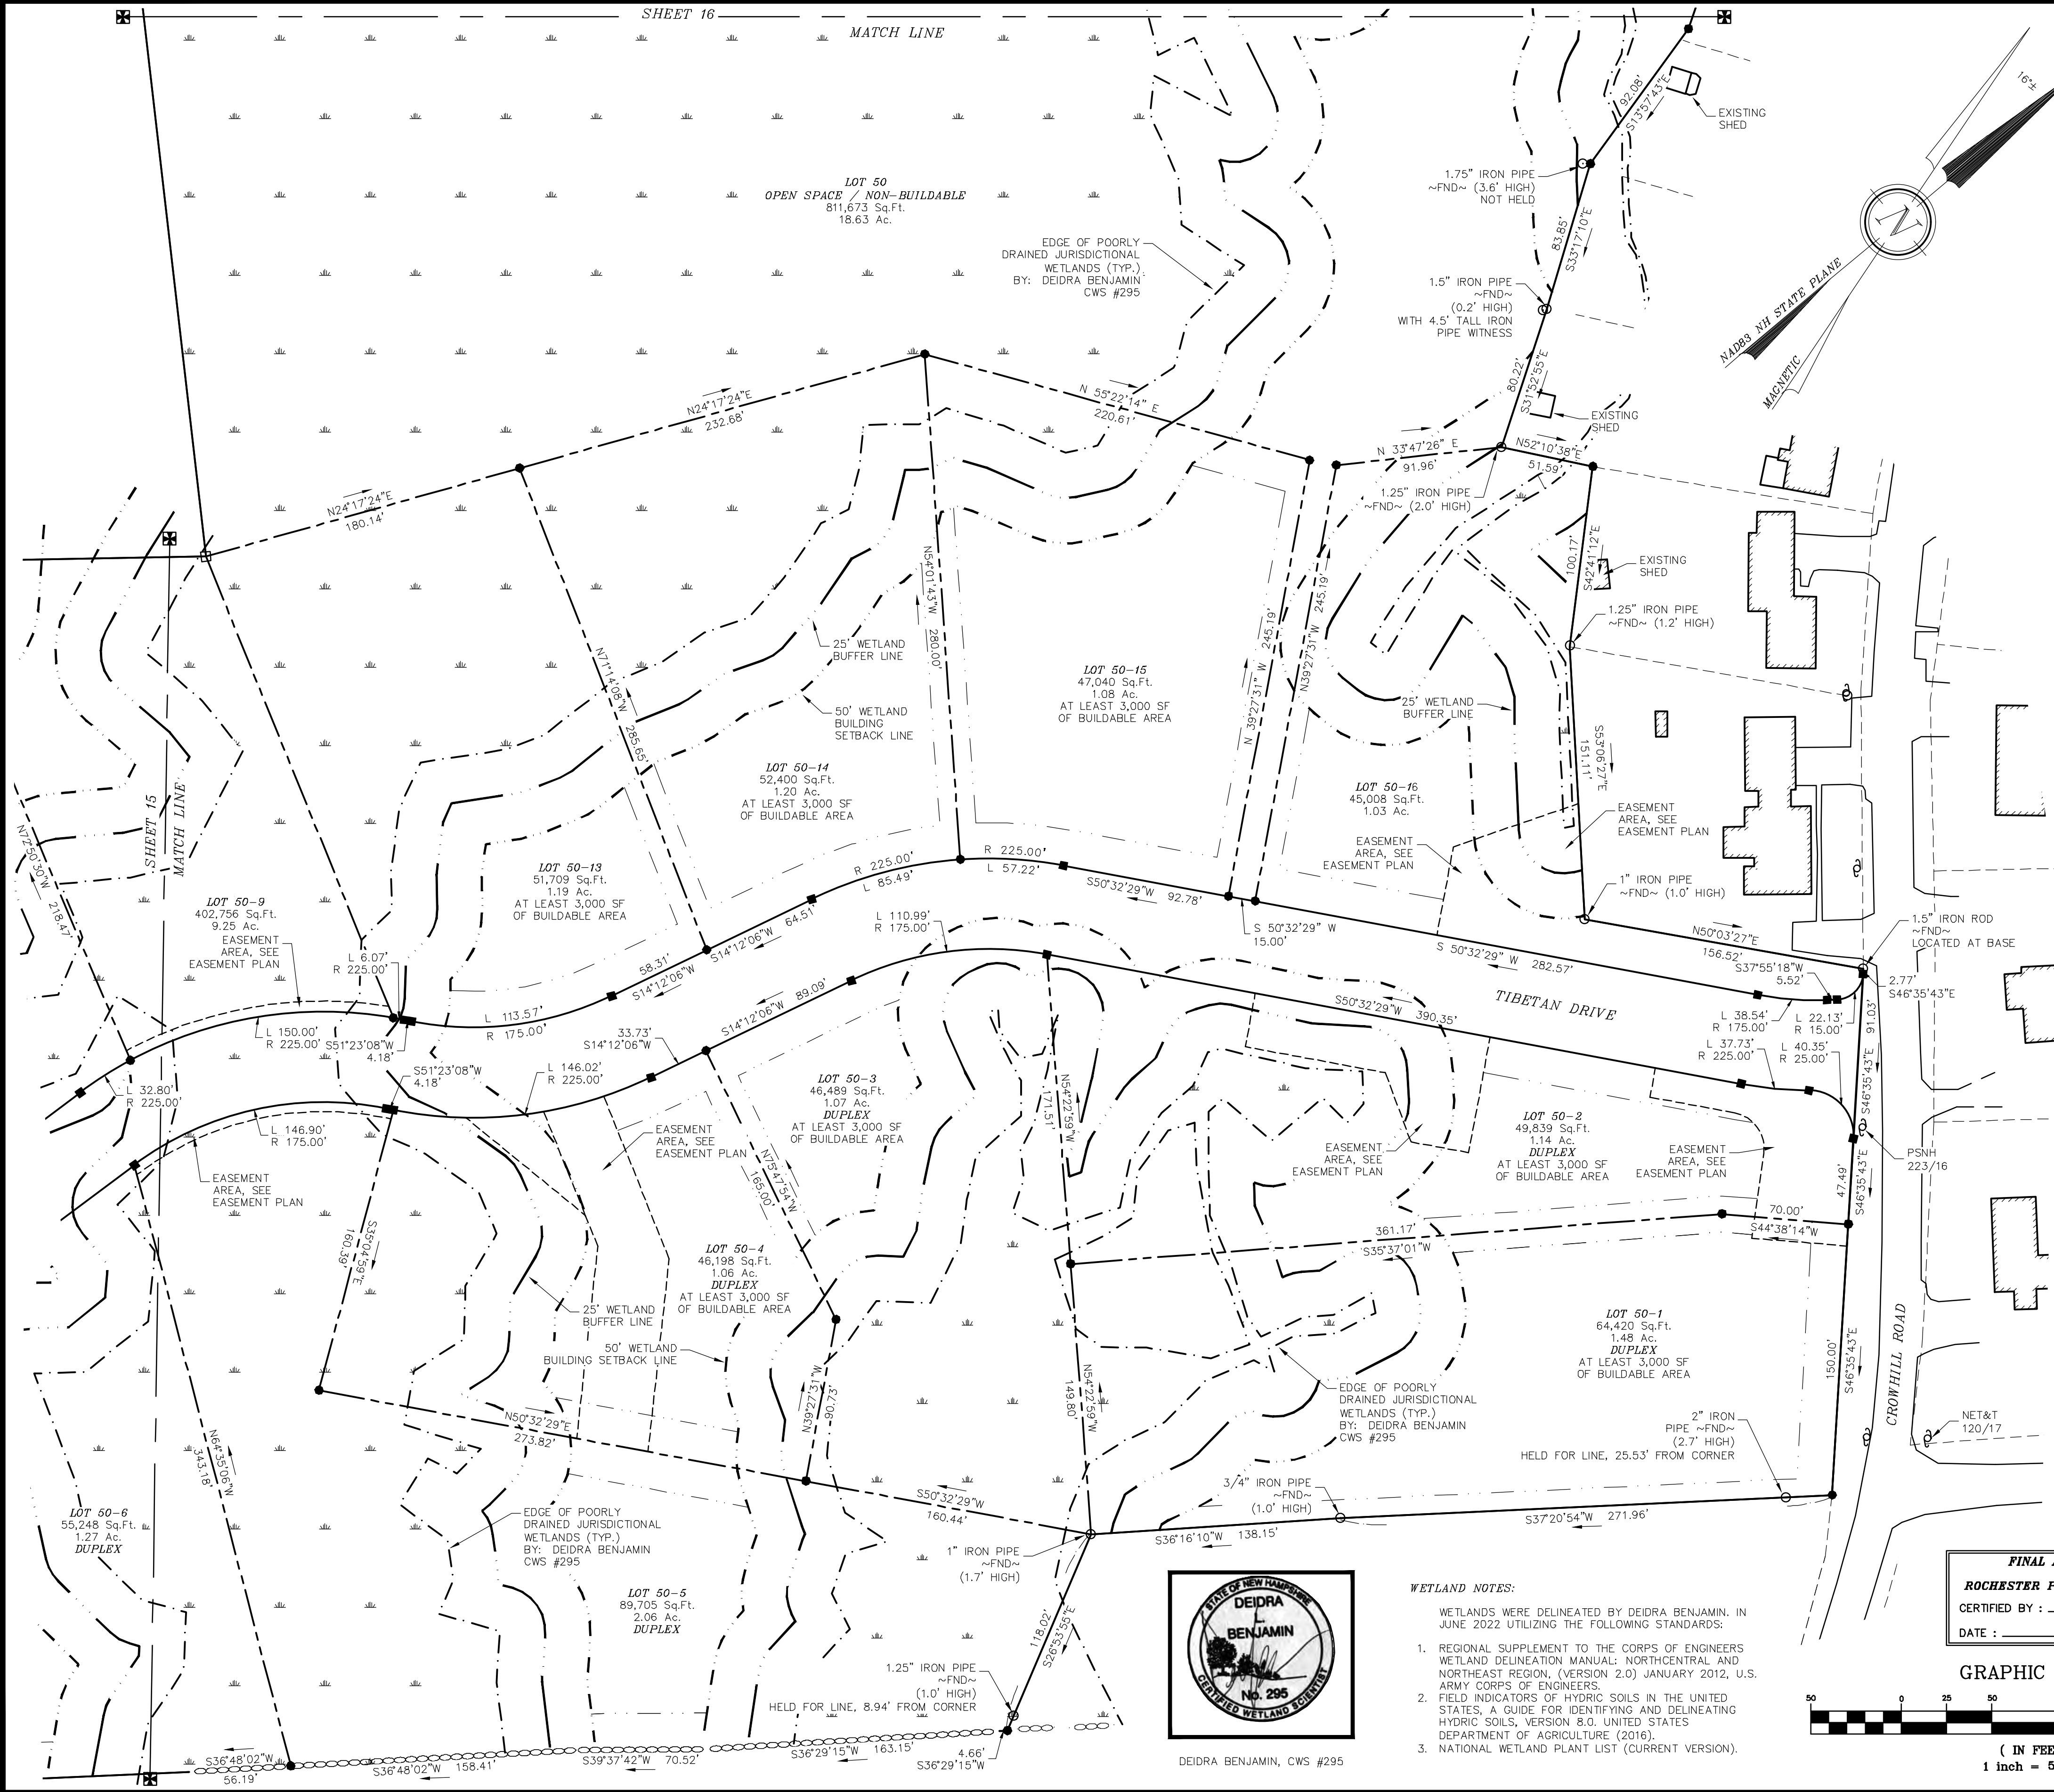 SHEET 16
MATCH LINE
LOT 50
OPEN SPACE / NON-BUILDABLE
811,673 Sq.Ft.
18.63 Ac.
EDGE OF POORLY
DRAINED JURISDICTIONAL
WETLANDS (TYP.)
BY: DEIDRA BENJAMIN
CWS #295
92.08'
S13°57'43"E
EXISTING
SHED
1.75" IRON PIPE
~FND~ (3.6' HIGH)
NOT HELD
83.85'
S33°17'10"E
1.5" IRON PIPE
~FND~
(0.2' HIGH)
WITH 4.5' TALL IRON
PIPE WITNESS
80.22'
S31°52'55"E
EXISTING
SHED
16°±
N
NAD83 NH STATE PLANE
MAGNETIC
N24°17'24"E
180.14'
N24°17'24"E
232.68'
N 55°22'14" E
220.61'
N 33°47'26" E
91.96'
N52°10'38"E
51.59'
1.25" IRON PIPE
~FND~ (2.0' HIGH)
100.17'
S42°41'12"E
EXISTING
SHED
1.25" IRON PIPE
~FND~ (1.2' HIGH)
N71°14'08"W
285.65'
N54°01'43"W 280.00'
25' WETLAND
BUFFER LINE
50' WETLAND
BUILDING
SETBACK LINE
LOT 50-15
47,040 Sq.Ft.
1.08 Ac.
AT LEAST 3,000 SF
OF BUILDABLE AREA
N 39°27'31" W 245.19'
N39°27'31"W 245.19'
25' WETLAND
BUFFER LINE
S53°06'27"E
151.11'
LOT 50-14
52,400 Sq.Ft.
1.20 Ac.
AT LEAST 3,000 SF
OF BUILDABLE AREA
LOT 50-16
45,008 Sq.Ft.
1.03 Ac.
EASEMENT
AREA, SEE
EASEMENT PLAN
EASEMENT
AREA, SEE
EASEMENT PLAN
SHEET 15
MATCH LINE
N72°50'30"W
218.47'
LOT 50-9
402,756 Sq.Ft.
9.25 Ac.
EASEMENT
AREA, SEE
EASEMENT PLAN
LOT 50-13
51,709 Sq.Ft.
1.19 Ac.
AT LEAST 3,000 SF
OF BUILDABLE AREA
R 225.00'
L 85.49'
R 225.00'
L 57.22'
S50°32'29"W 92.78'
S 50°32'29" W
15.00'
1" IRON PIPE
~FND~ (1.0' HIGH)
N50°03'27"E
156.52'
1.5" IRON ROD
~FND~
LOCATED AT BASE
S14°12'06"W 64.51'
58.31'
S14°12'06"W
L 6.07'
R 225.00'
L 113.57'
R 175.00'
L 110.99'
R 175.00'
S14°12'06"W 89.09'
33.73'
S14°12'06"W
S 50°32'29" W 282.57'
S37°55'18"W
5.52'
2.77'
S46°35'43"E
TIBETAN DRIVE
S50°32'29"W 390.35'
L 38.54'
R 175.00'
L 22.13'
R 15.00'
91.03'
S46°35'43"E
L 37.73'
R 225.00'
L 40.35'
R 25.00'
L 150.00'
R 225.00'
S51°23'08"W
4.18'
S51°23'08"W
4.18'
L 146.02'
R 225.00'
L 32.80'
R 225.00'
L 146.90'
R 175.00'
EASEMENT
AREA, SEE
EASEMENT PLAN
EASEMENT
AREA, SEE
EASEMENT PLAN
LOT 50-3
46,489 Sq.Ft.
1.07 Ac.
DUPLEX
AT LEAST 3,000 SF
OF BUILDABLE AREA
N75°47'54"W
165.00'
N54°22'59"W
171.51'
EASEMENT
AREA, SEE
EASEMENT PLAN
LOT 50-2
49,839 Sq.Ft.
1.14 Ac.
DUPLEX
AT LEAST 3,000 SF
OF BUILDABLE AREA
EASEMENT
AREA, SEE
EASEMENT PLAN
PSNH
223/16
47.49'
S46°35'43"E
70.00'
S44°38'14"W
361.17'
S35°37'01"W
S35°04'59"E
160.39'
LOT 50-4
46,198 Sq.Ft.
1.06 Ac.
DUPLEX
AT LEAST 3,000 SF
OF BUILDABLE AREA
25' WETLAND
BUFFER LINE
50' WETLAND
BUILDING SETBACK LINE
LOT 50-1
64,420 Sq.Ft.
1.48 Ac.
DUPLEX
AT LEAST 3,000 SF
OF BUILDABLE AREA
150.00'
S46°35'43"E
CROWHILL ROAD
N39°27'31"W
90.73'
N54°22'59"W
149.80'
EDGE OF POORLY
DRAINED JURISDICTIONAL
WETLANDS (TYP.)
BY: DEIDRA BENJAMIN
CWS #295
2" IRON
PIPE ~FND~
(2.7' HIGH)
HELD FOR LINE, 25.53' FROM CORNER
NET&T
120/17
N50°32'29"E
273.82'
N64°35'06"W
343.18'
S50°32'29"W
160.44'
3/4" IRON PIPE
~FND~
(1.0' HIGH)
S37°20'54"W 271.96'
S36°16'10"W 138.15'
LOT 50-6
55,248 Sq.Ft.
1.27 Ac.
DUPLEX
EDGE OF POORLY
DRAINED JURISDICTIONAL
WETLANDS (TYP.)
BY: DEIDRA BENJAMIN
CWS #295
1" IRON PIPE
~FND~
(1.7' HIGH)
LOT 50-5
89,705 Sq.Ft.
2.06 Ac.
DUPLEX
118.02'
S26°53'55"E
1.25" IRON PIPE
~FND~
(1.0' HIGH)
HELD FOR LINE, 8.94' FROM CORNER
S36°48'02"W
56.19'
S36°48'02"W 158.41'
S39°37'42"W 70.52'
S36°29'15"W 163.15'
4.66'
S36°29'15"W
STATE OF NEW HAMPSHIRE
DEIDRA
L.
BENJAMIN
No. 295
CERTIFIED WETLAND SCIENTIST
DEIDRA BENJAMIN, CWS #295
WETLAND NOTES:
WETLANDS WERE DELINEATED BY DEIDRA BENJAMIN. IN
JUNE 2022 UTILIZING THE FOLLOWING STANDARDS:
1. REGIONAL SUPPLEMENT TO THE CORPS OF ENGINEERS
WETLAND DELINEATION MANUAL: NORTHCENTRAL AND
NORTHEAST REGION, (VERSION 2.0) JANUARY 2012, U.S.
ARMY CORPS OF ENGINEERS.
2. FIELD INDICATORS OF HYDRIC SOILS IN THE UNITED
STATES, A GUIDE FOR IDENTIFYING AND DELINEATING
HYDRIC SOILS, VERSION 8.0. UNITED STATES
DEPARTMENT OF AGRICULTURE (2016).
3. NATIONAL WETLAND PLANT LIST (CURRENT VERSION).
FINAL
ROCHESTER
CERTIFIED BY :
DATE :
GRAPHIC
50 0 25 50
( IN FEE
1 inch = 5